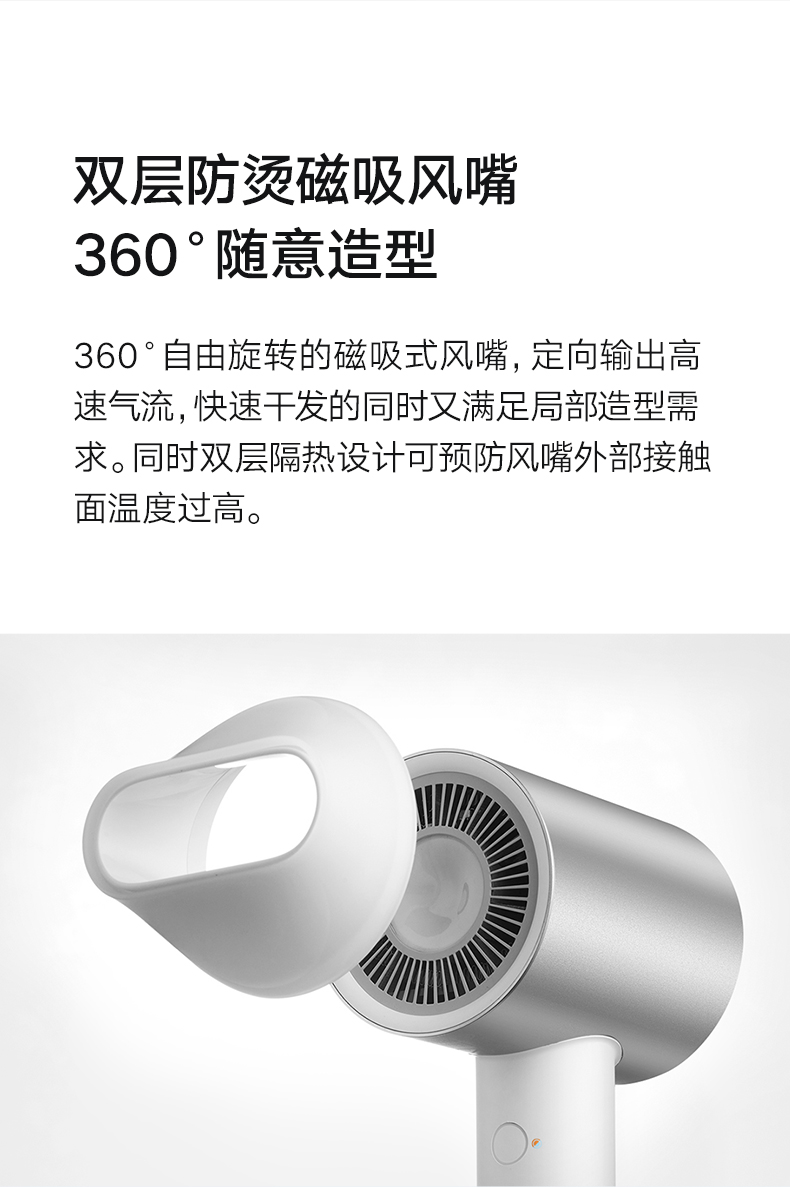 双层防烫磁吸风嘴
360°随意造型
360°自由旋转的磁吸式风嘴，定向输出高
速气流，快速干发的同时又满足局部造型需
求。同时双层隔热设计可预防风嘴外部接触
面温度过高。